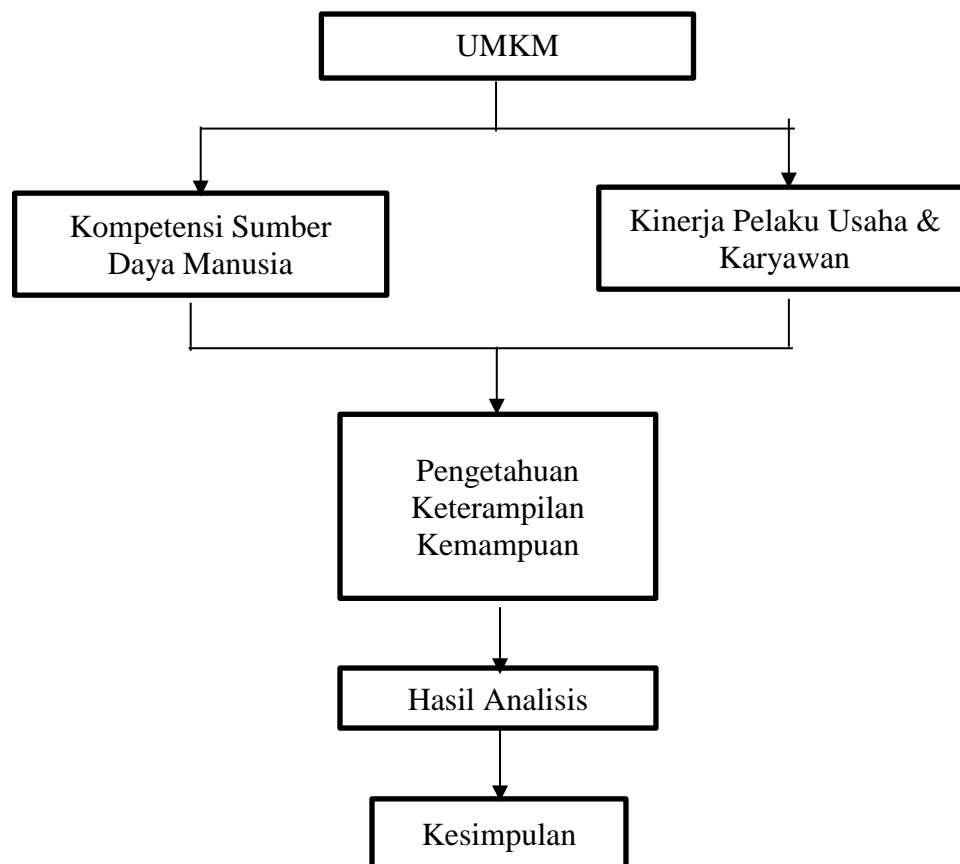 UMKM
Kompetensi Sumber
Daya Manusia
Kinerja Pelaku Usaha &
Karyawan
Pengetahuan
Keterampilan
Kemampuan
Hasil Analisis
Kesimpulan